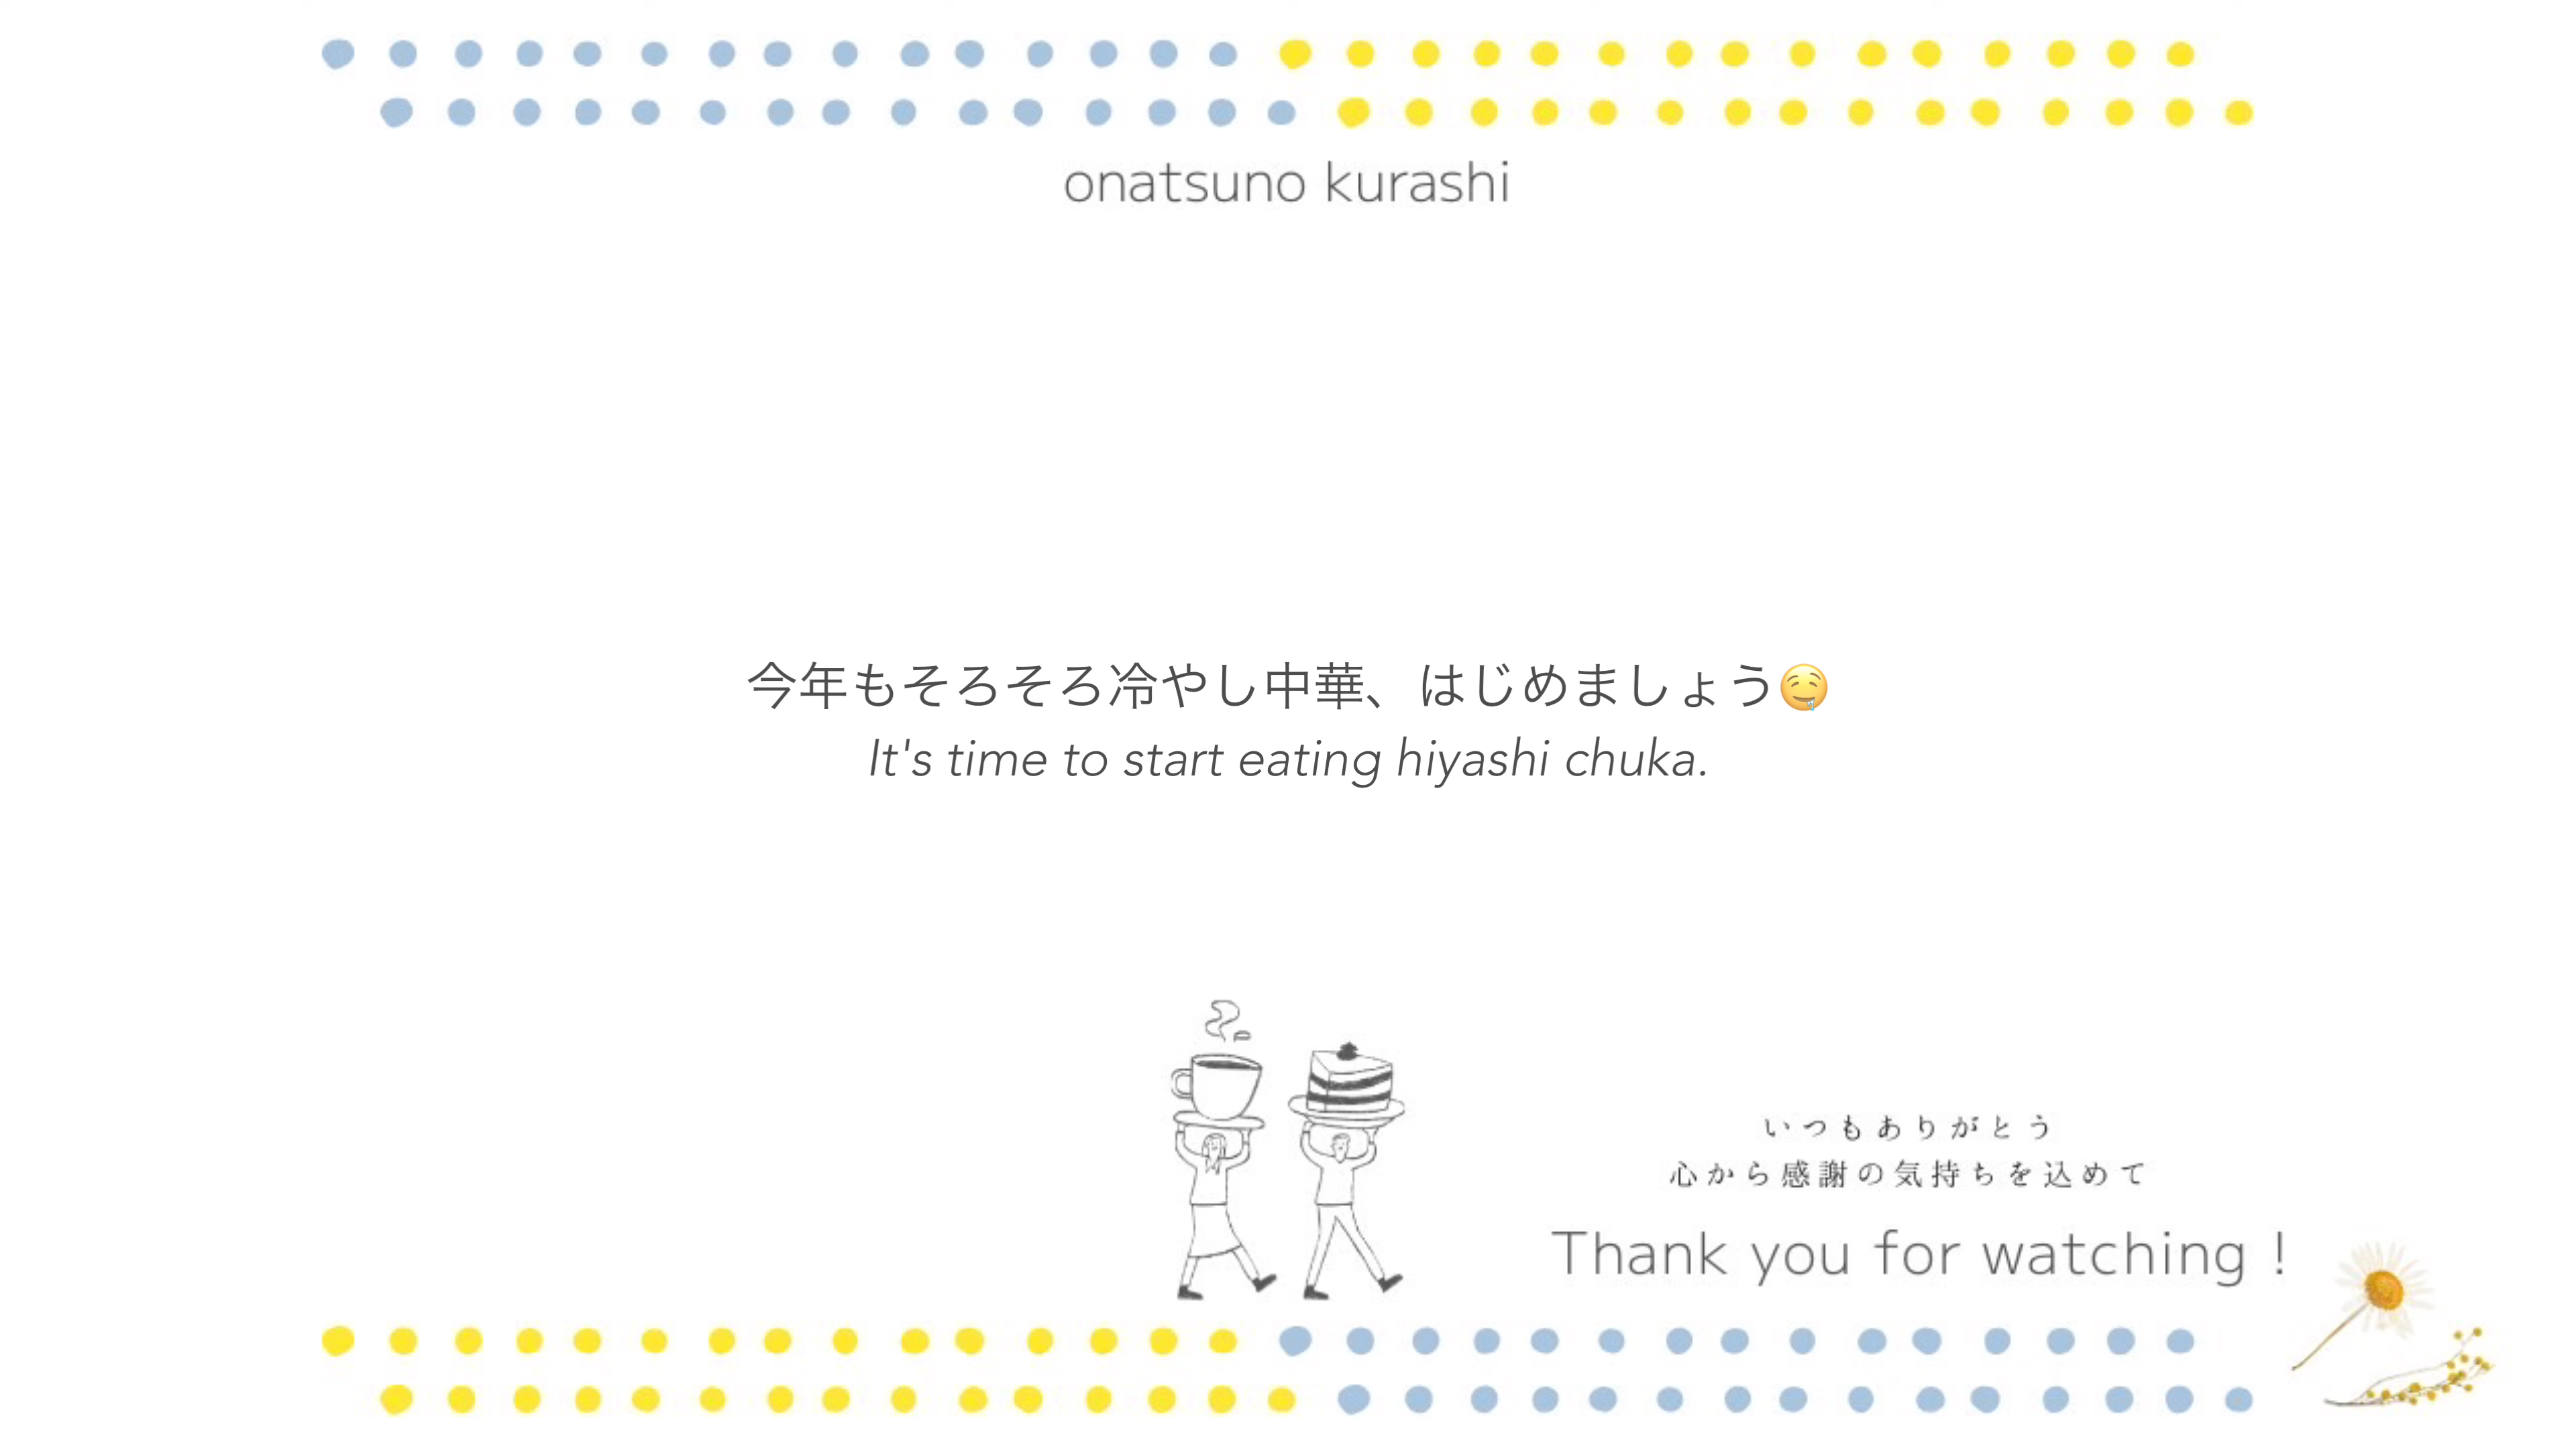 onatsuno kurashi
今年もそろそろ冷やし中華、はじめましょう🤤
It's time to start eating hiyashi chuka.
いつもありがとう
心から感謝の気持ちを込めて
Thank you for watching !